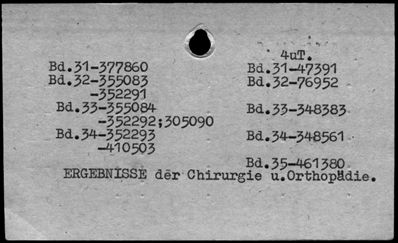 4uT.
Bd.31-377860 Bd.31-47391
Bd.32-355083 Bd.32-76952
-352291
Bd.33-355084 Bd.33-348383
-352292;305090
Bd.34-352293 Bd.34-348561
-410503
Bd.35-461380
ERGEBNISSE der Chirurgie u.Orthopädie.